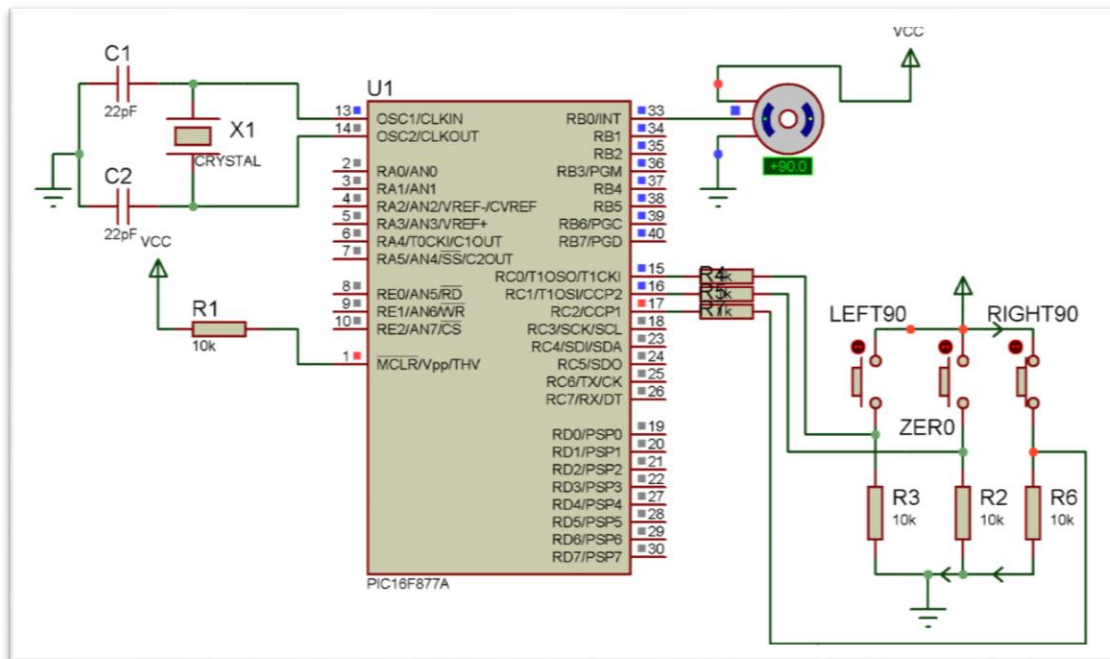 C1
22pF
X1
CRYSTAL
C2
22pF
VCC
R1
10k
U1
13 OSC1/CLKIN
14 OSC2/CLKOUT
2 RA0/AN0
3 RA1/AN1
4 RA2/AN2/VREF-/CVREF
5 RA3/AN3/VREF+
6 RA4/T0CKI/C1OUT
7 RA5/AN4/SS/C2OUT
8 RE0/AN5/RD
9 RE1/AN6/WR
10 RE2/AN7/CS
1 MCLR/Vpp/THV
RB0/INT 33
RB1 34
RB2 35
RB3/PGM 36
RB4 37
RB5 38
RB6/PGC 39
RB7/PGD 40
RC0/T1OSO/T1CKI 15
RC1/T1OSI/CCP2 16
RC2/CCP1 17
RC3/SCK/SCL 18
RC4/SDI/SDA 23
RC5/SDO 24
RC6/TX/CK 25
RC7/RX/DT 26
RD0/PSP0 19
RD1/PSP1 20
RD2/PSP2 21
RD3/PSP3 22
RD4/PSP4 27
RD5/PSP5 28
RD6/PSP6 29
RD7/PSP7 30
PIC16F877A
VCC
+90.0
R4
R5
R7
LEFT90
RIGHT90
ZER0
R3
10k
R2
10k
R6
10k